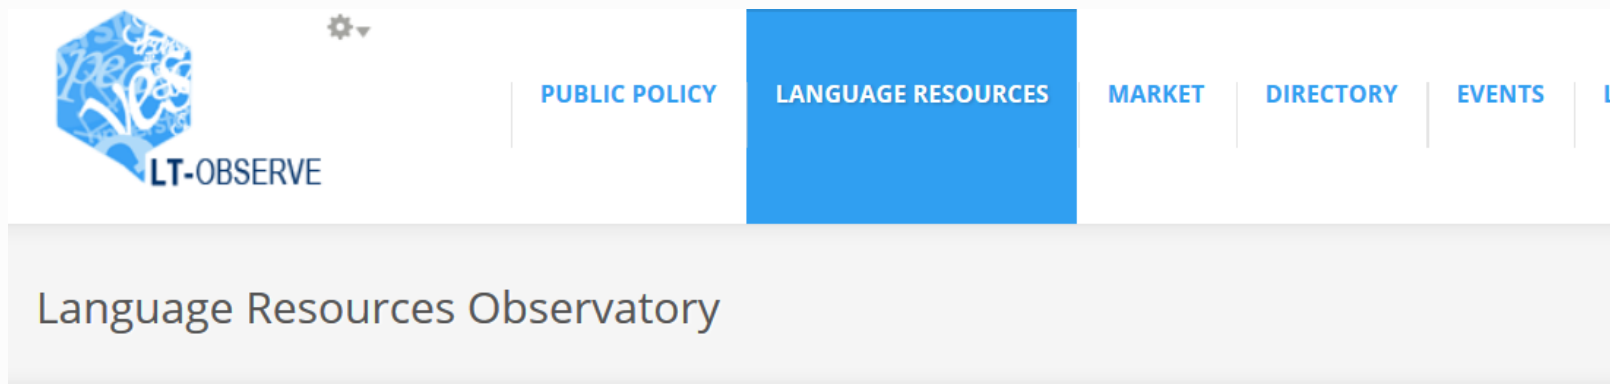 LT-OBSERVE
PUBLIC POLICY
LANGUAGE RESOURCES
MARKET
DIRECTORY
EVENTS
Language Resources Observatory